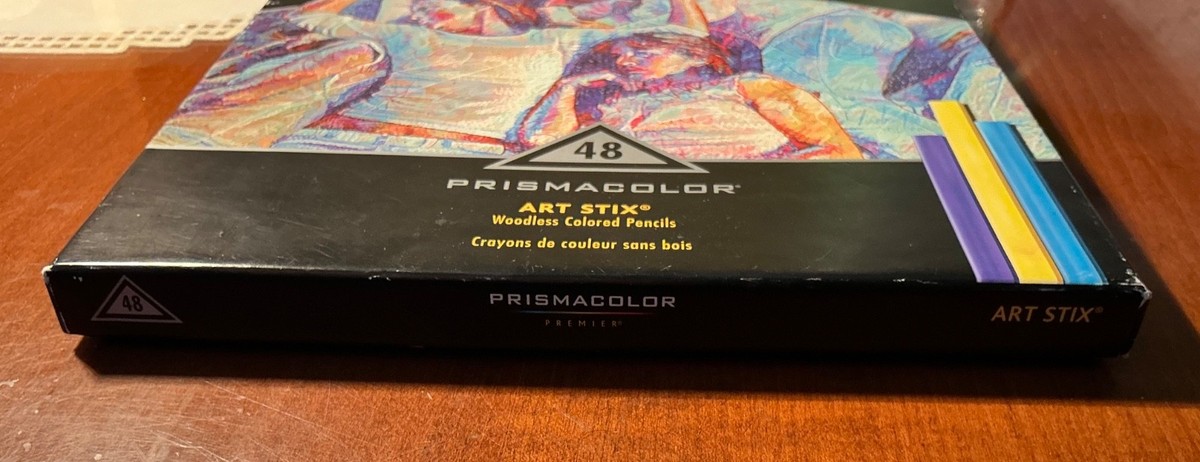 48
PRISMACOLOR®
ART STIX®
Woodless Colored Pencils
Crayons de couleur sans bois
48
PRISMACOLOR
PREMIER®
ART STIX®